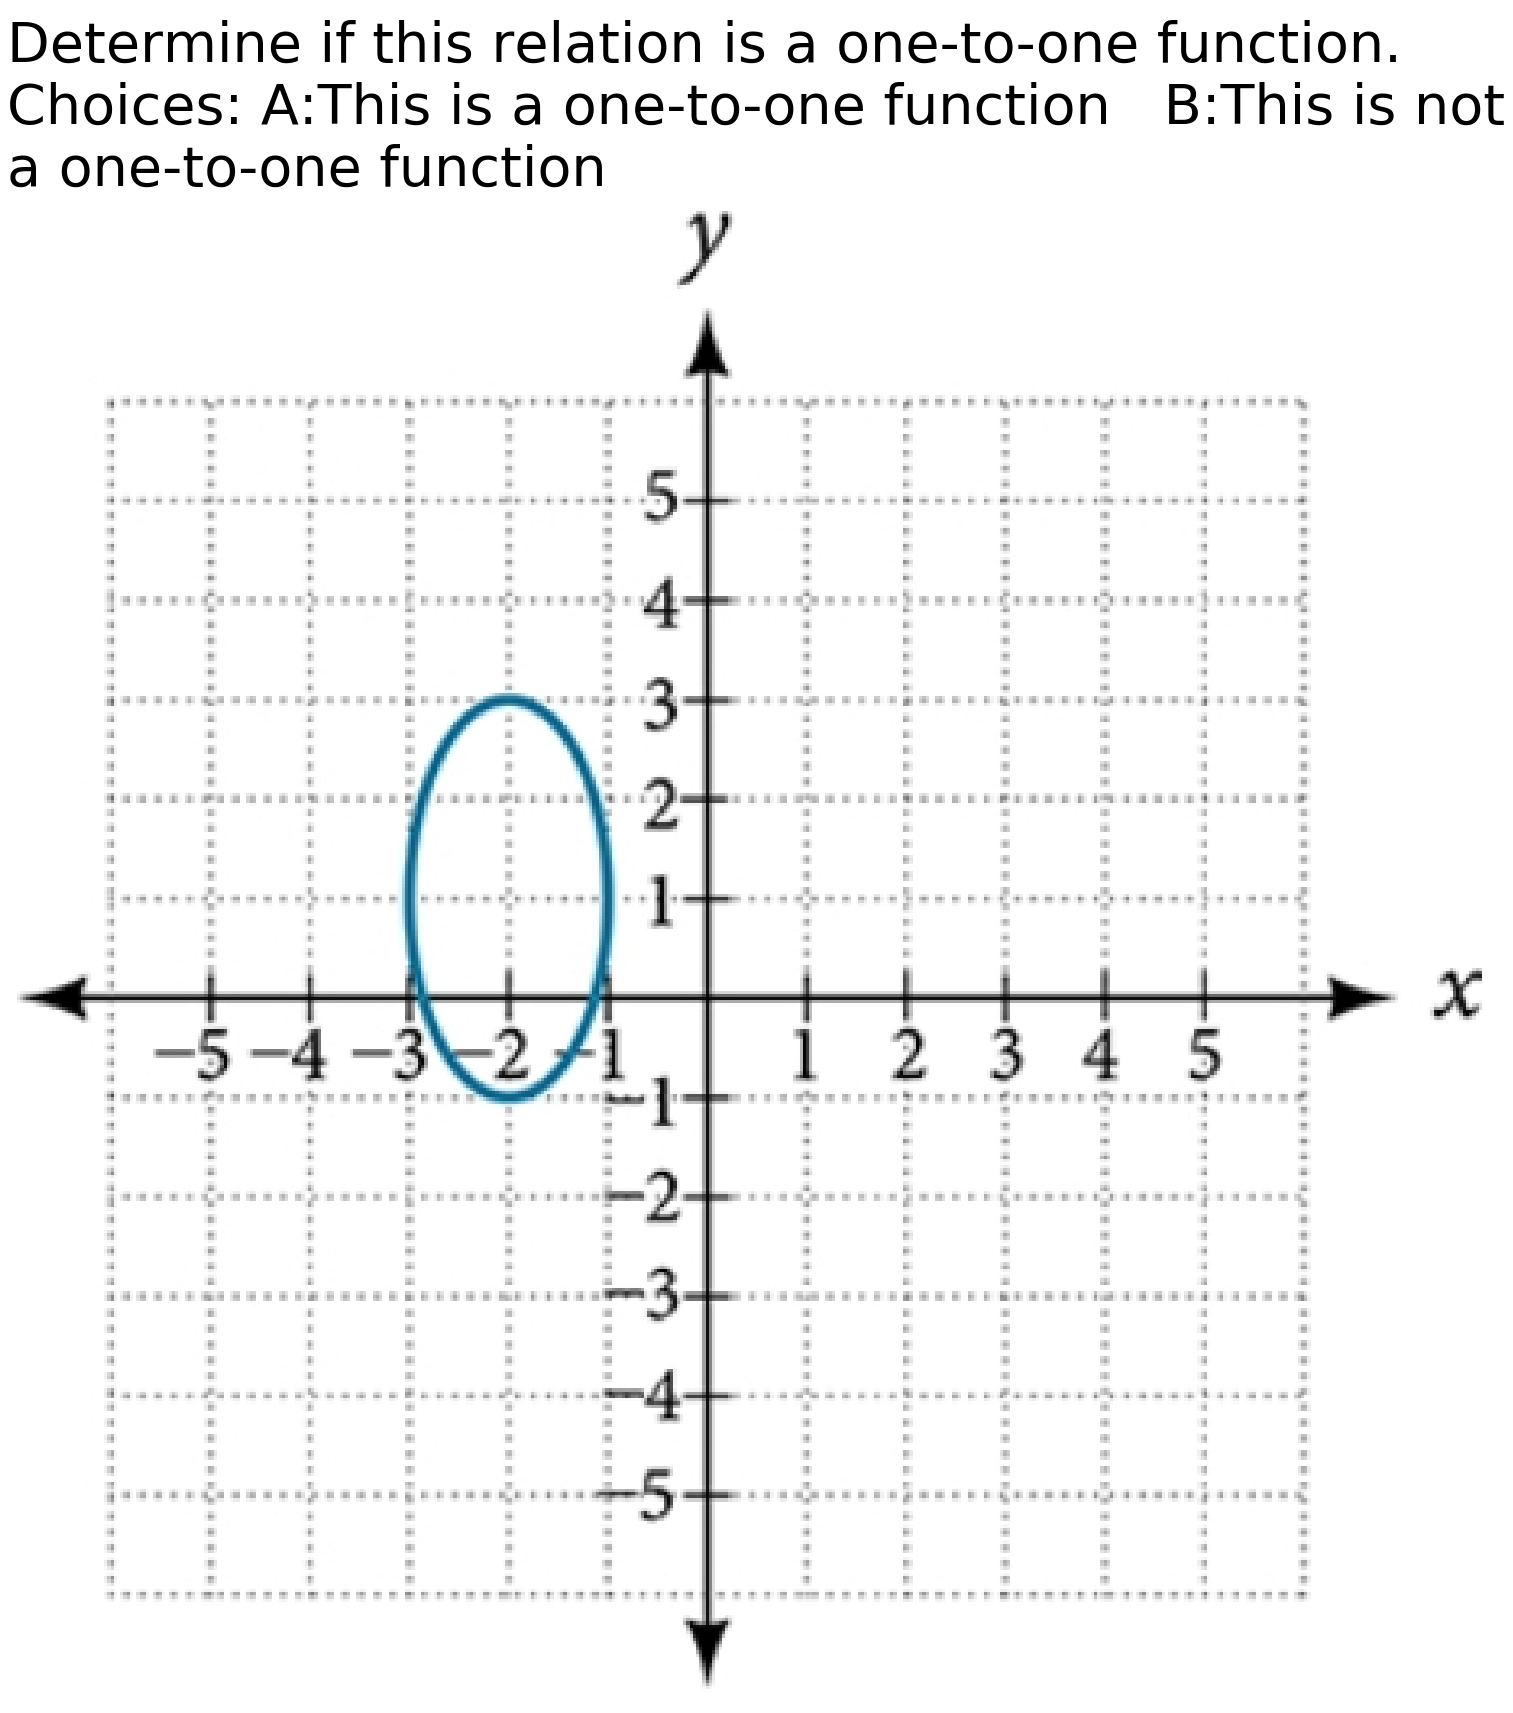 Determine if this relation is a one-to-one function.
Choices: A:This is a one-to-one function   B:This is not
a one-to-one function
y
5
4
3
2
1
x
−5 −4 −3 −2 −1 1 2 3 4 5
−1
−2
−3
−4
−5